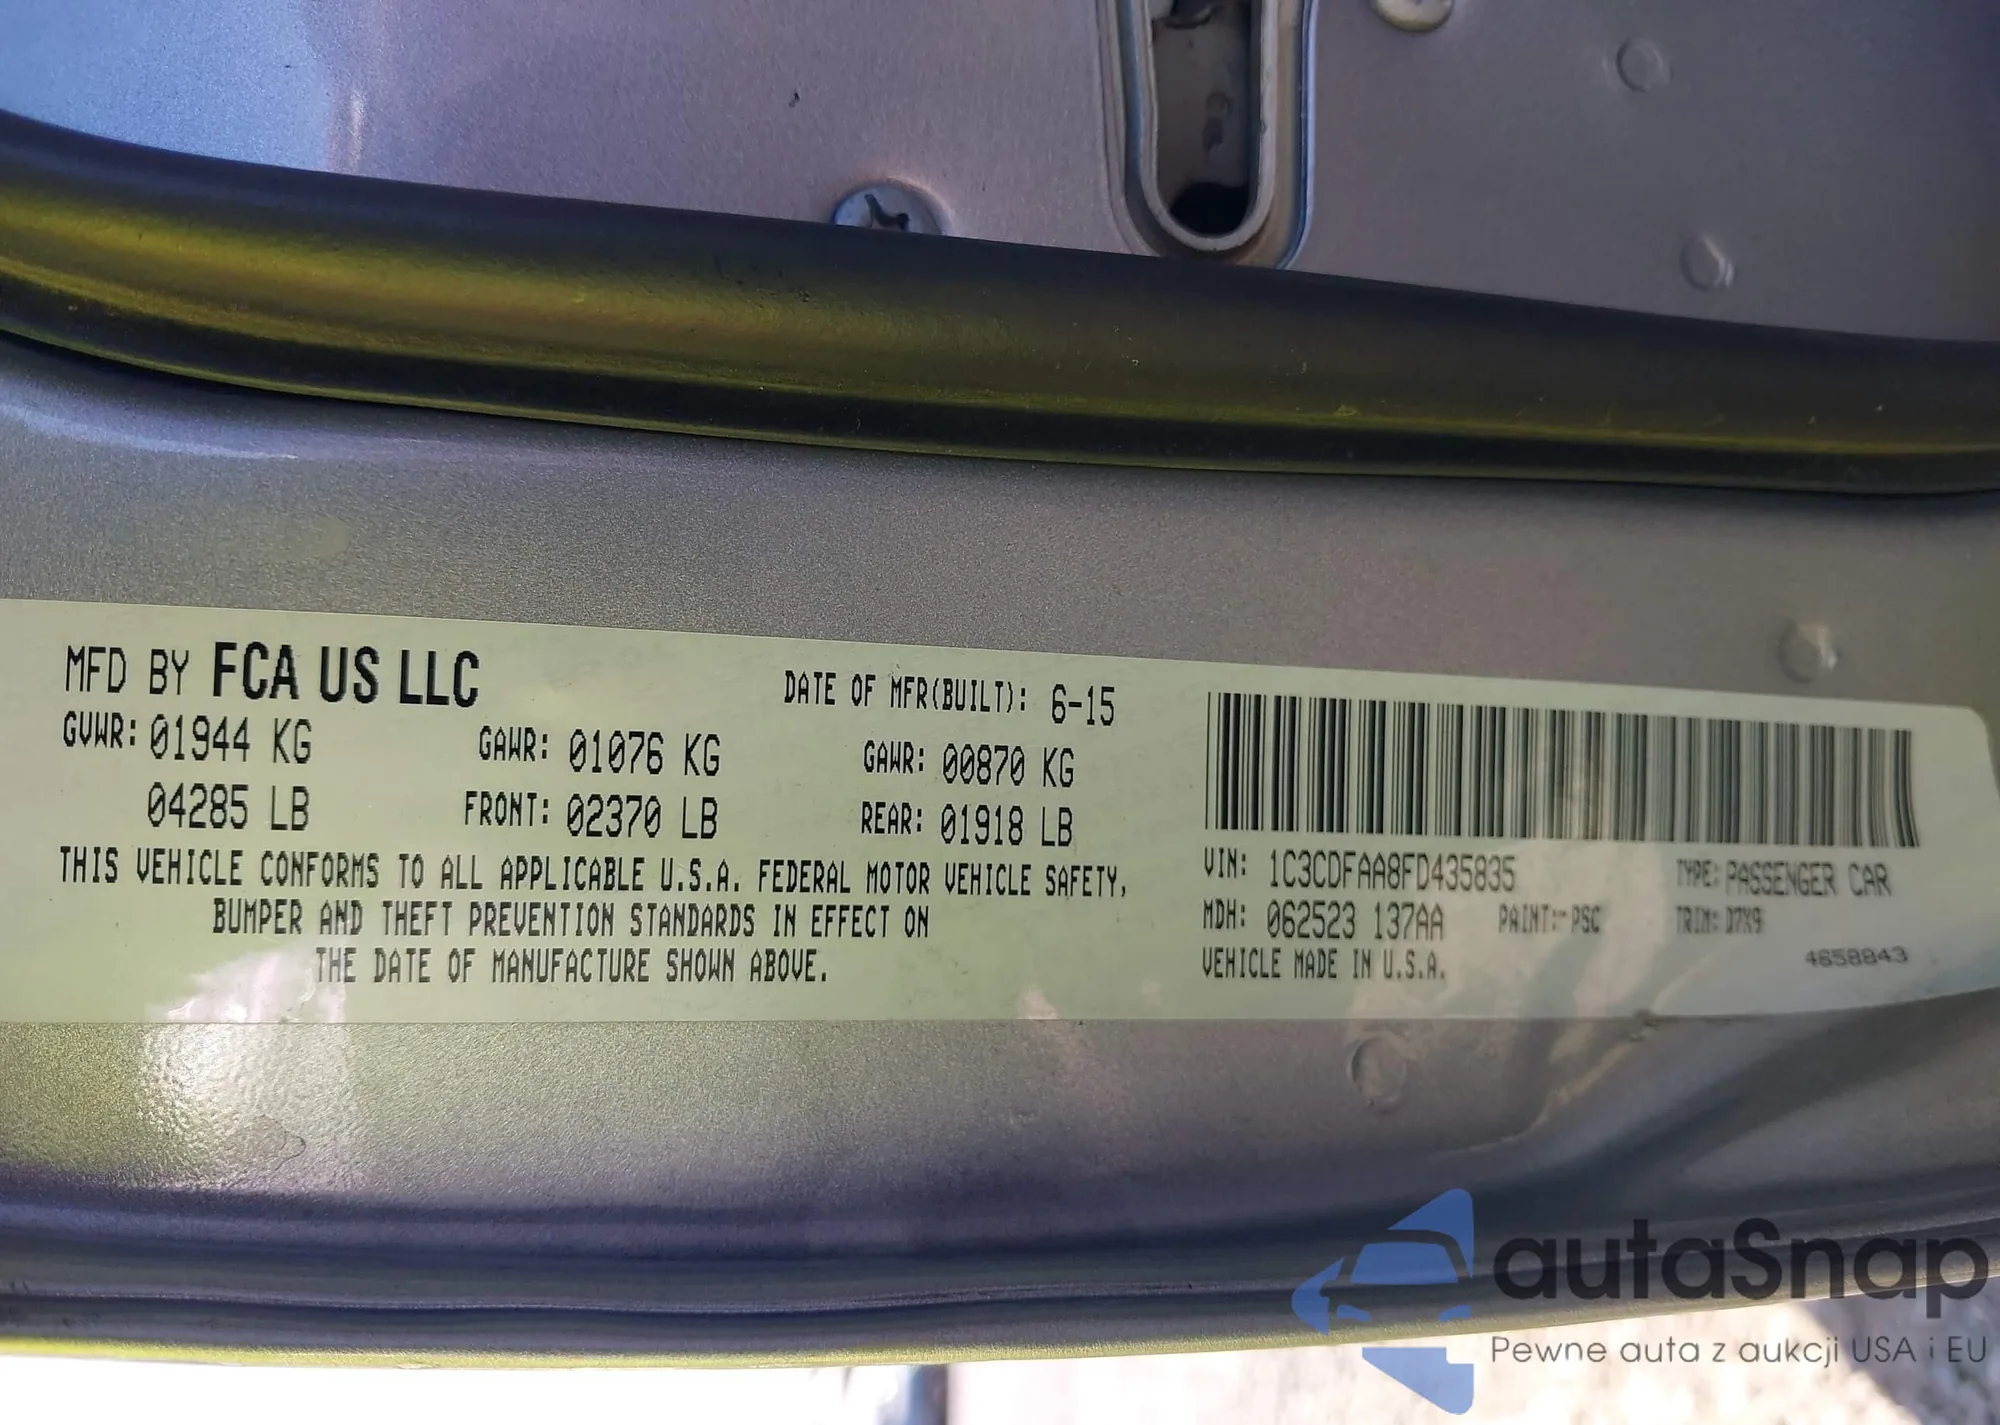 MFD BY FCA US LLC DATE OF MFR(BUILT): 6-15
GVWR: 01944 KG GAWR: 01076 KG GAWR: 00870 KG
04285 LB FRONT: 02370 LB REAR: 01918 LB
THIS VEHICLE CONFORMS TO ALL APPLICABLE U.S.A. FEDERAL MOTOR VEHICLE SAFETY,
BUMPER AND THEFT PREVENTION STANDARDS IN EFFECT ON
THE DATE OF MANUFACTURE SHOWN ABOVE.
VIN: 1C3CDFAA8FD435835 TYPE: PASSENGER CAR
MDH: 062523 137AA PAINT: PSC TRIM: D7X9
VEHICLE MADE IN U.S.A.
4658843
autaSnap
Pewne auta z aukcji USA i EU